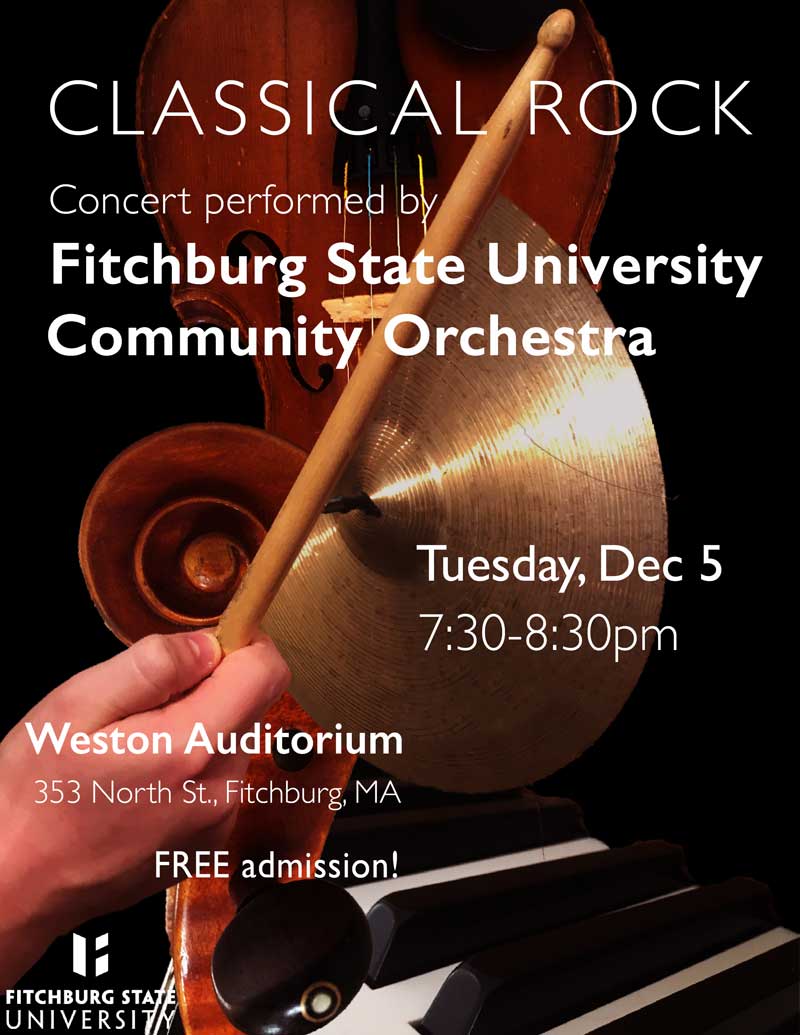 CLASSICAL ROCK
Concert performed by
Fitchburg State University
Community Orchestra
Tuesday, Dec 5
7:30-8:30pm
Weston Auditorium
353 North St., Fitchburg, MA
FREE admission!
FITCHBURG STATE
UNIVERSITY